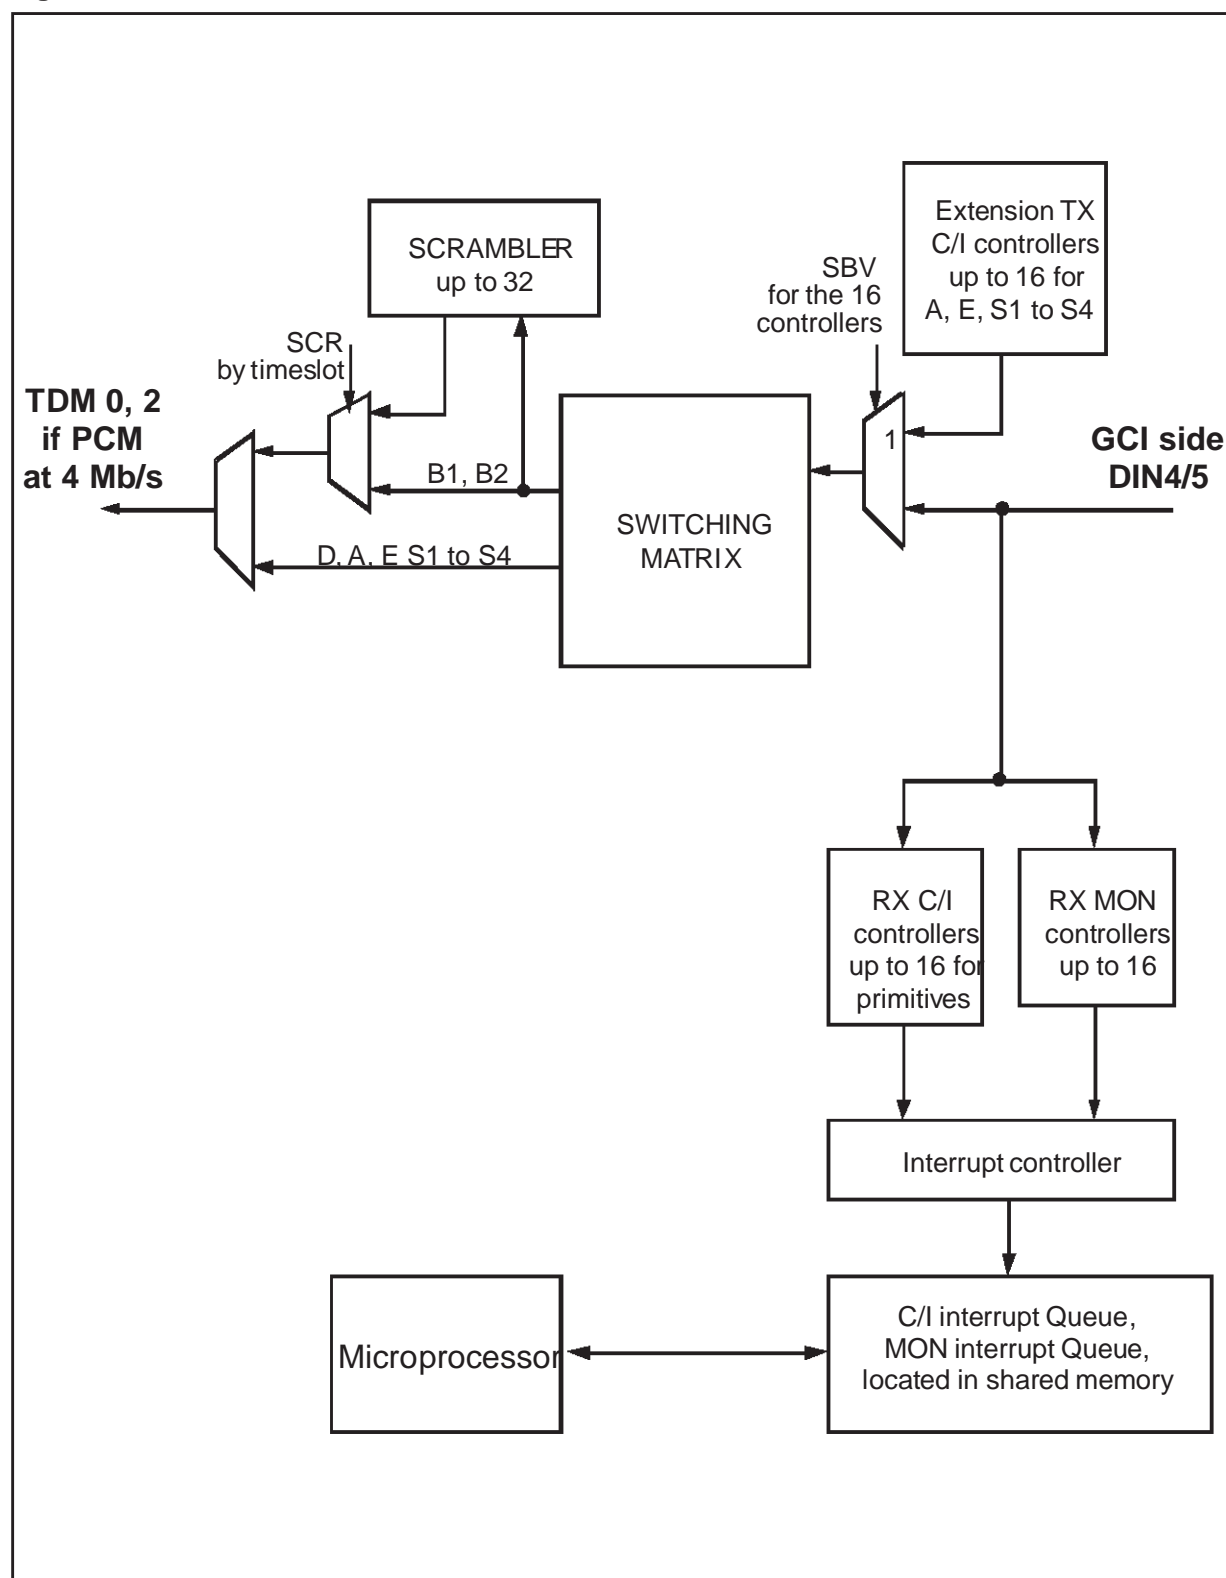 Extension TX
C/I controllers
up to 16 for
A, E, S1 to S4
SCRAMBLER
up to 32
SBV
for the 16
controllers
SCR
by timeslot
TDM 0, 2
if PCM
at 4 Mb/s
1
GCI side
DIN4/5
B1, B2
SWITCHING
MATRIX
D, A, E S1 to S4
RX C/I
controllers
up to 16 for
primitives
RX MON
controllers
up to 16
Interrupt controller
Microprocessor
C/I interrupt Queue,
MON interrupt Queue,
located in shared memory